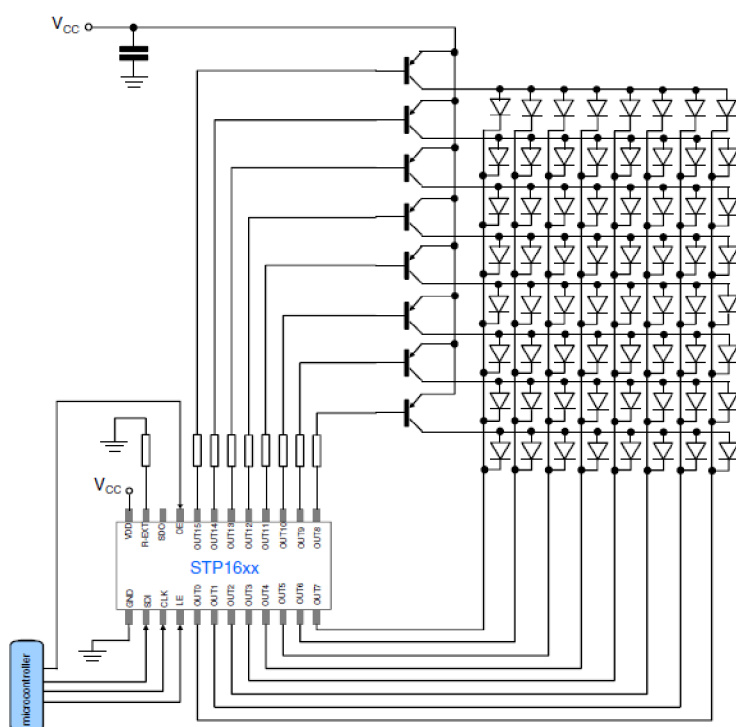 VCC
VCC
VDD
R-EXT
SDO
OE
OUT15
OUT14
OUT13
OUT12
OUT11
OUT10
OUT9
OUT8
STP16xx
GND
SDI
CLK
LE
OUT0
OUT1
OUT2
OUT3
OUT4
OUT5
OUT6
OUT7
microcontroller